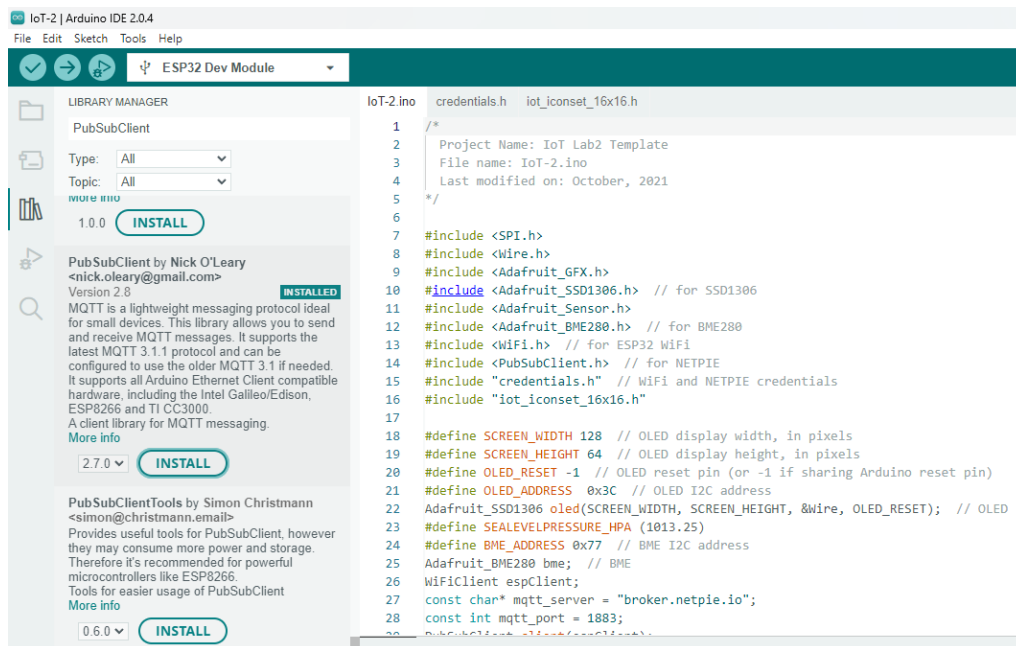 IoT-2 | Arduino IDE 2.0.4
File Edit Sketch Tools Help
ESP32 Dev Module
LIBRARY MANAGER
PubSubClient
Type: All
Topic: All
More info
1.0.0 INSTALL
PubSubClient by Nick O'Leary
<nick.oleary@gmail.com>
Version 2.8 INSTALLED
MQTT is a lightweight messaging protocol ideal
for small devices. This library allows you to send
and receive MQTT messages. It supports the
latest MQTT 3.1.1 protocol and can be
configured to use the older MQTT 3.1 if needed.
It supports all Arduino Ethernet Client compatible
hardware, including the Intel Galileo/Edison,
ESP8266 and TI CC3000.
A client library for MQTT messaging.
More info
2.7.0 INSTALL
PubSubClientTools by Simon Christmann
<simon@christmann.email>
Provides useful tools for PubSubClient, however
they may consume more power and storage.
Therefore it's recommended for powerful
microcontrollers like ESP8266.
Tools for easier usage of PubSubClient
More info
0.6.0 INSTALL
IoT-2.ino credentials.h iot_iconset_16x16.h
1 /*
2 Project Name: IoT Lab2 Template
3 File name: IoT-2.ino
4 Last modified on: October, 2021
5 */
6
7 #include <SPI.h>
8 #include <Wire.h>
9 #include <Adafruit_GFX.h>
10 #include <Adafruit_SSD1306.h> // for SSD1306
11 #include <Adafruit_Sensor.h>
12 #include <Adafruit_BME280.h> // for BME280
13 #include <WiFi.h> // for ESP32 WiFi
14 #include <PubSubClient.h> // for NETPIE
15 #include "credentials.h" // WiFi and NETPIE credentials
16 #include "iot_iconset_16x16.h"
17
18 #define SCREEN_WIDTH 128 // OLED display width, in pixels
19 #define SCREEN_HEIGHT 64 // OLED display height, in pixels
20 #define OLED_RESET -1 // OLED reset pin (or -1 if sharing Arduino reset pin)
21 #define OLED_ADDRESS 0x3C // OLED I2C address
22 Adafruit_SSD1306 oled(SCREEN_WIDTH, SCREEN_HEIGHT, &Wire, OLED_RESET); // OLED
23 #define SEALEVELPRESSURE_HPA (1013.25)
24 #define BME_ADDRESS 0x77 // BME I2C address
25 Adafruit_BME280 bme; // BME
26 WiFiClient espClient;
27 const char* mqtt_server = "broker.netpie.io";
28 const int mqtt_port = 1883;
29 PubSubClient client(espClient);